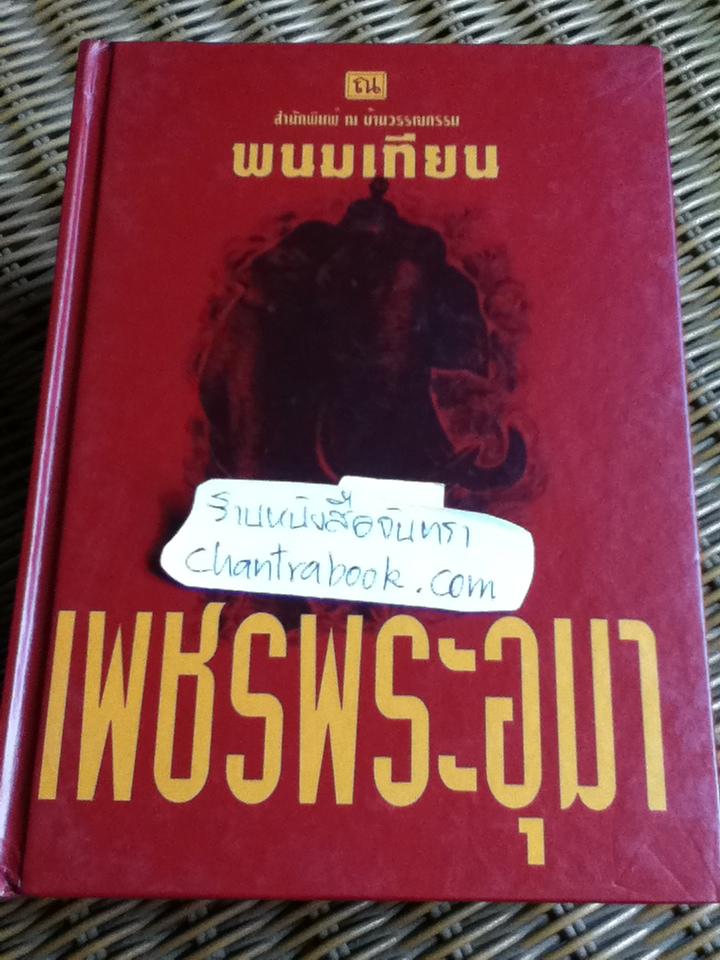 ณ
สำนักพิมพ์ ณ บ้านวรรณกรรม
พนมเทียน
ร้านหนังสือจันทรา
chantrabook.com
เพชรพระอุมา